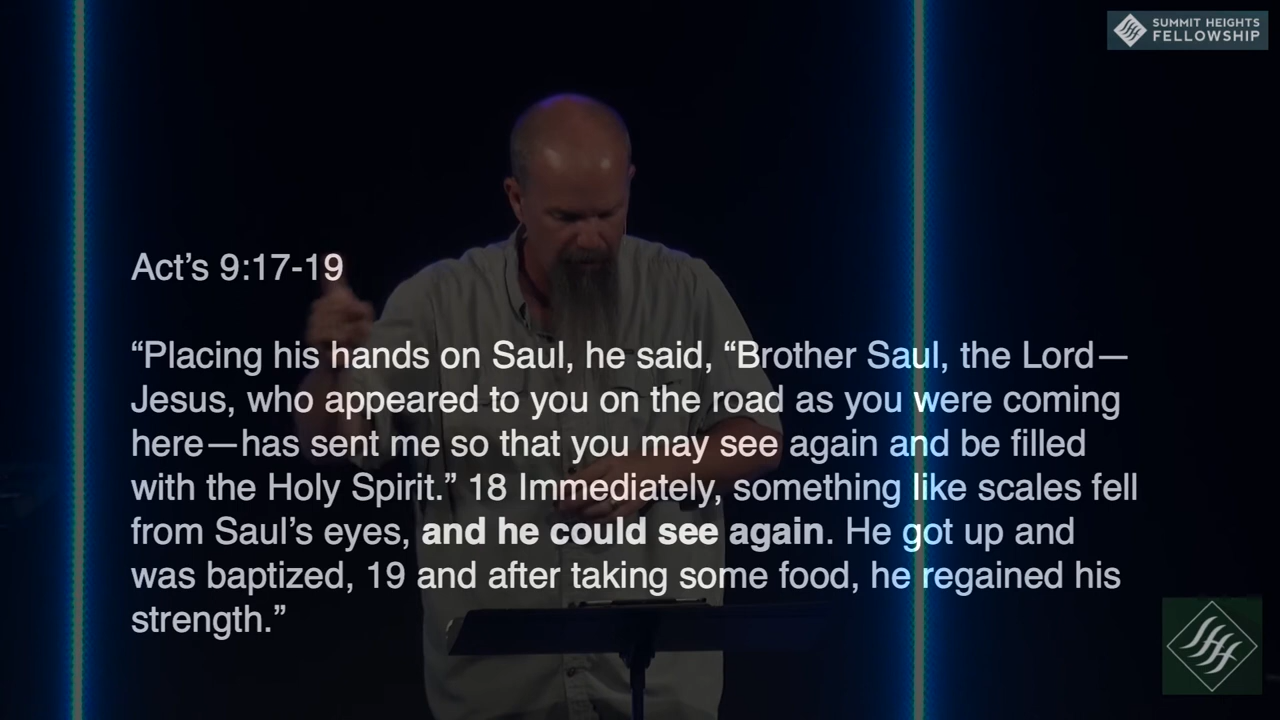 SUMMIT HEIGHTS
FELLOWSHIP
Act’s 9:17-19
“Placing his hands on Saul, he said, “Brother Saul, the Lord—
Jesus, who appeared to you on the road as you were coming
here—has sent me so that you may see again and be filled
with the Holy Spirit.” 18 Immediately, something like scales fell
from Saul’s eyes, and he could see again. He got up and
was baptized, 19 and after taking some food, he regained his
strength.”